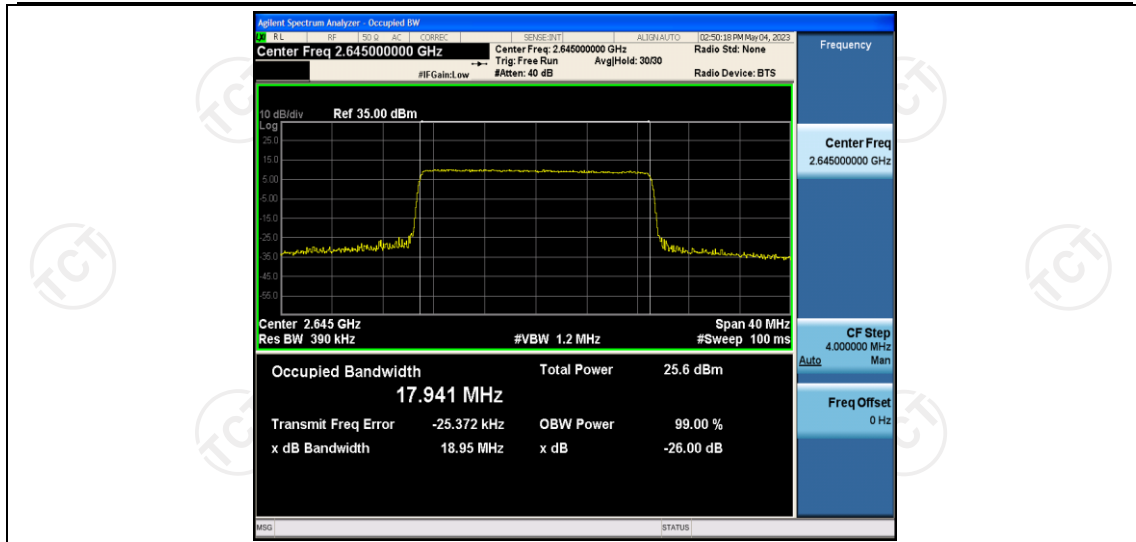 Agilent Spectrum Analyzer - Occupied BW
RL RF 50 Ω AC CORREC SENSE:INT ALIGN AUTO 02:50:18 PM May 04, 2023
Center Freq 2.645000000 GHz Center Freq: 2.645000000 GHz Radio Std: None
Trig: Free Run Avg|Hold: 30/30
#IFGain:Low #Atten: 40 dB Radio Device: BTS
10 dB/div Ref 35.00 dBm
Log
25.0
15.0
5.00
-5.00
-15.0
-25.0
-35.0
-45.0
-55.0
Center 2.645 GHz Span 40 MHz
Res BW 390 kHz #VBW 1.2 MHz #Sweep 100 ms
Occupied Bandwidth Total Power 25.6 dBm
17.941 MHz
Transmit Freq Error -25.372 kHz OBW Power 99.00 %
x dB Bandwidth 18.95 MHz x dB -26.00 dB
MSG STATUS
Frequency
Center Freq
2.645000000 GHz
CF Step
4.000000 MHz
Auto Man
Freq Offset
0 Hz
TCT
TCT
TCT
TCT
TCT
TCT